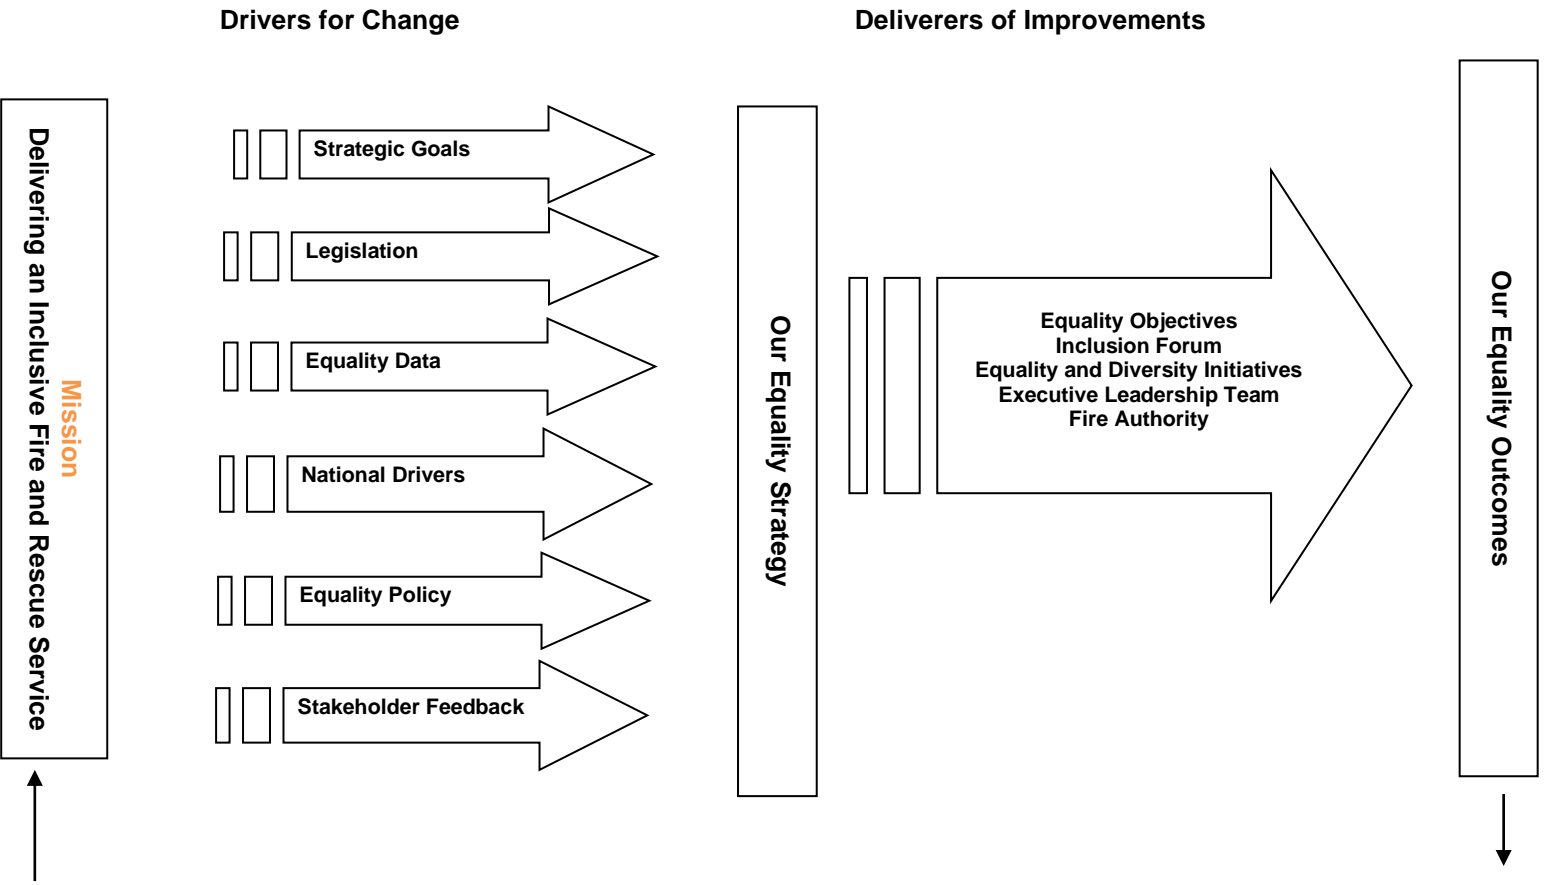 Drivers for Change
Deliverers of Improvements
Mission
Delivering an Inclusive Fire and Rescue Service
Strategic Goals
Legislation
Equality Data
National Drivers
Equality Policy
Stakeholder Feedback
Our Equality Strategy
Equality Objectives
Inclusion Forum
Equality and Diversity Initiatives
Executive Leadership Team
Fire Authority
Our Equality Outcomes